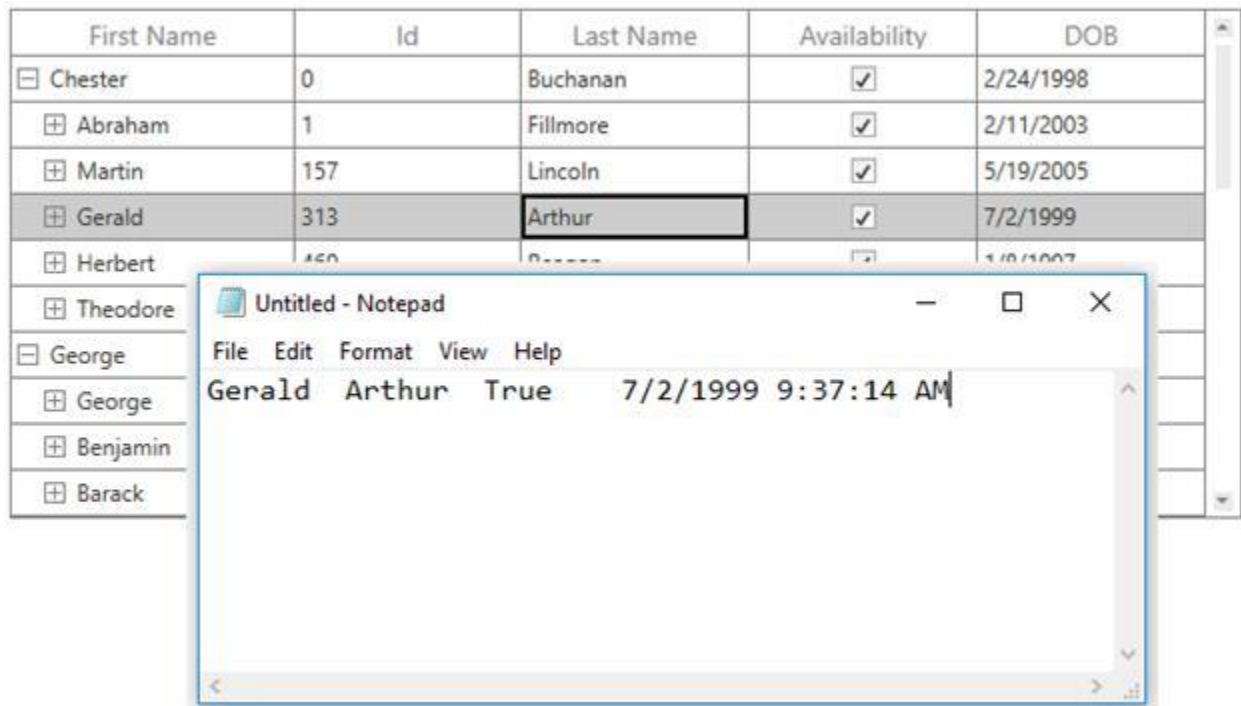 First Name Id Last Name Availability DOB
Chester 0 Buchanan 2/24/1998
Abraham 1 Fillmore 2/11/2003
Martin 157 Lincoln 5/19/2005
Gerald 313 Arthur 7/2/1999
Herbert
Theodore
George
George
Benjamin
Barack
Untitled - Notepad
File Edit Format View Help
Gerald Arthur True 7/2/1999 9:37:14 AM